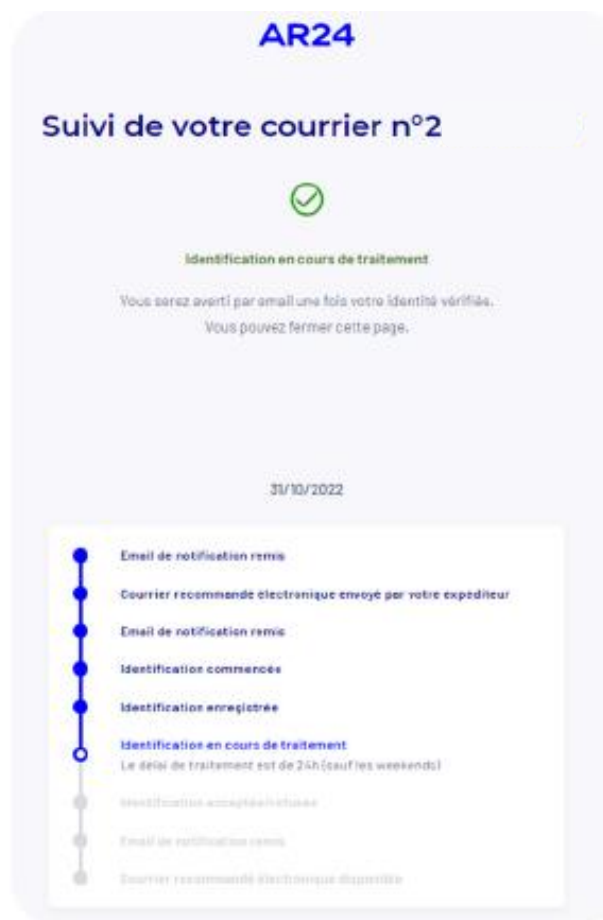 AR24
Suivi de votre courrier n°2
Identification en cours de traitement
Vous serez averti par email une fois votre identité vérifiée.
Vous pouvez fermer cette page.
31/10/2022
Email de notification remis
Courrier recommandé électronique envoyé par votre expéditeur
Email de notification remis
Identification commencée
Identification enregistrée
Identification en cours de traitement
Le délai de traitement est de 24h (sauf les weekends)
Identification acceptée/refusée
Email de notification remis
Courrier recommandé électronique disponible